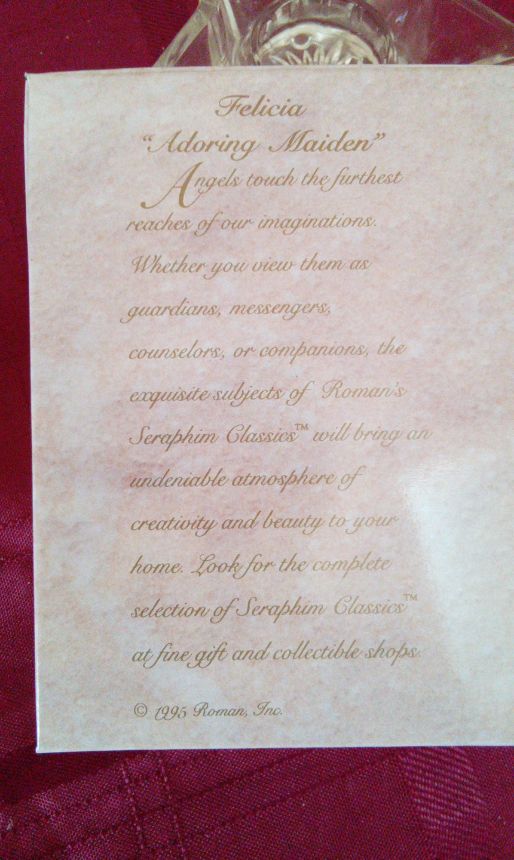 Felicia
“Adoring Maiden”
Angels touch the furthest
reaches of our imaginations.
Whether you view them as
guardians, messengers,
counselors, or companions, the
exquisite subjects of Roman's
Seraphim Classics™ will bring an
undeniable atmosphere of
creativity and beauty to your
home. Look for the complete
selection of Seraphim Classics™
at fine gift and collectible shops.
© 1995 Roman, Inc.